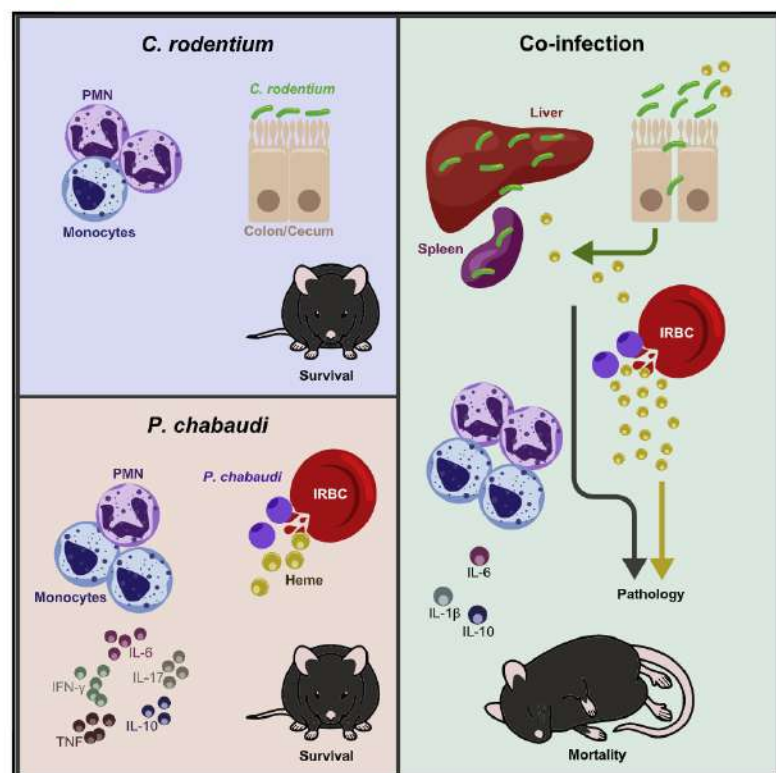 C. rodentium
PMN
Monocytes
C. rodentium
Colon/Cecum
Survival
P. chabaudi
PMN
Monocytes
P. chabaudi
IRBC
Heme
IL-6
IL-17
IFN-γ
IL-10
TNF
Survival
Co-infection
Liver
Spleen
IRBC
IL-6
IL-1β
IL-10
Pathology
Mortality